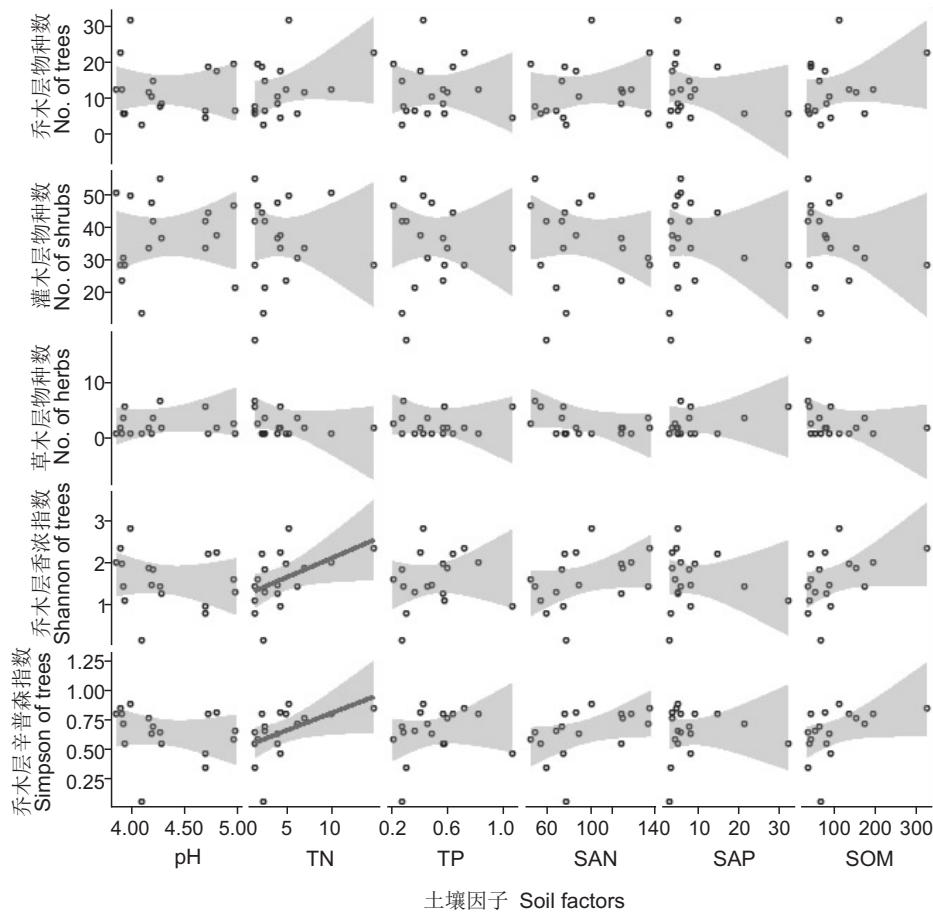 乔木层物种数
No. of trees
30
20
10
0
灌木层物种数
No. of shrubs
50
40
30
20
草本层物种数
No. of herbs
10
0
乔木层香浓指数
Shannon of trees
3
2
1
乔木层辛普森指数
Simpson of trees
1.25
1.00
0.75
0.50
0.25
4.00 4.50 5.00
5 10
0.2 0.6 1.0
60 100 140
0 10 20 30
100 200 300
pH TN TP SAN SAP SOM
土壤因子 Soil factors